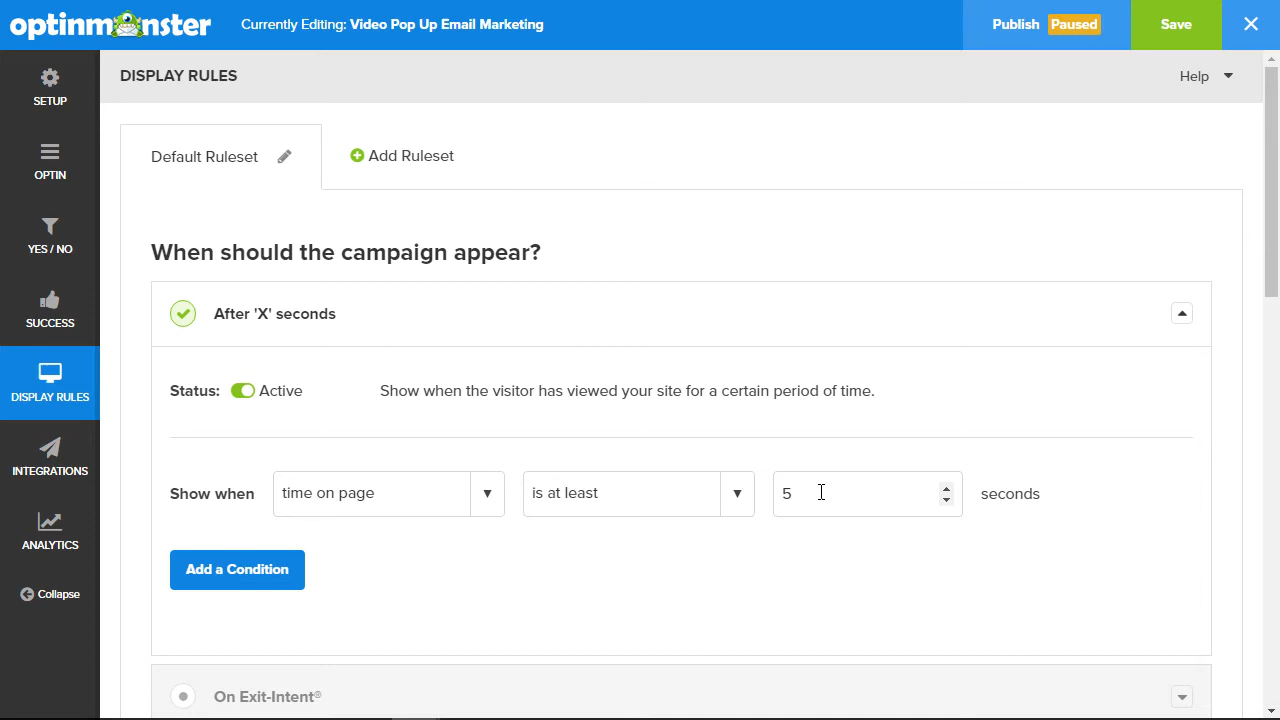 optinmonster
Currently Editing: Video Pop Up Email Marketing
Publish Paused
Save
SETUP
OPTIN
YES / NO
SUCCESS
DISPLAY RULES
INTEGRATIONS
ANALYTICS
Collapse
DISPLAY RULES
Help
Default Ruleset
Add Ruleset
When should the campaign appear?
After 'X' seconds
Status: Active
Show when the visitor has viewed your site for a certain period of time.
Show when time on page is at least 5 seconds
Add a Condition
On Exit-Intent®